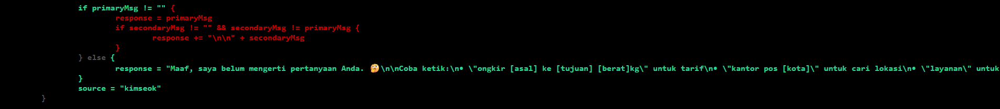 if primaryMsg != "" {
response = primaryMsg
if secondaryMsg != "" && secondaryMsg != primaryMsg {
response += "\n\n" + secondaryMsg
}
} else {
response = "Maaf, saya belum mengerti pertanyaan Anda. 🤔\n\nCoba ketik:\n• \"ongkir [asal] ke [tujuan] [berat]kg\" untuk tarif\n• \"kantor pos [kota]\" untuk cari lokasi\n• \"layanan\" untuk
}
source = "kimseok"
}